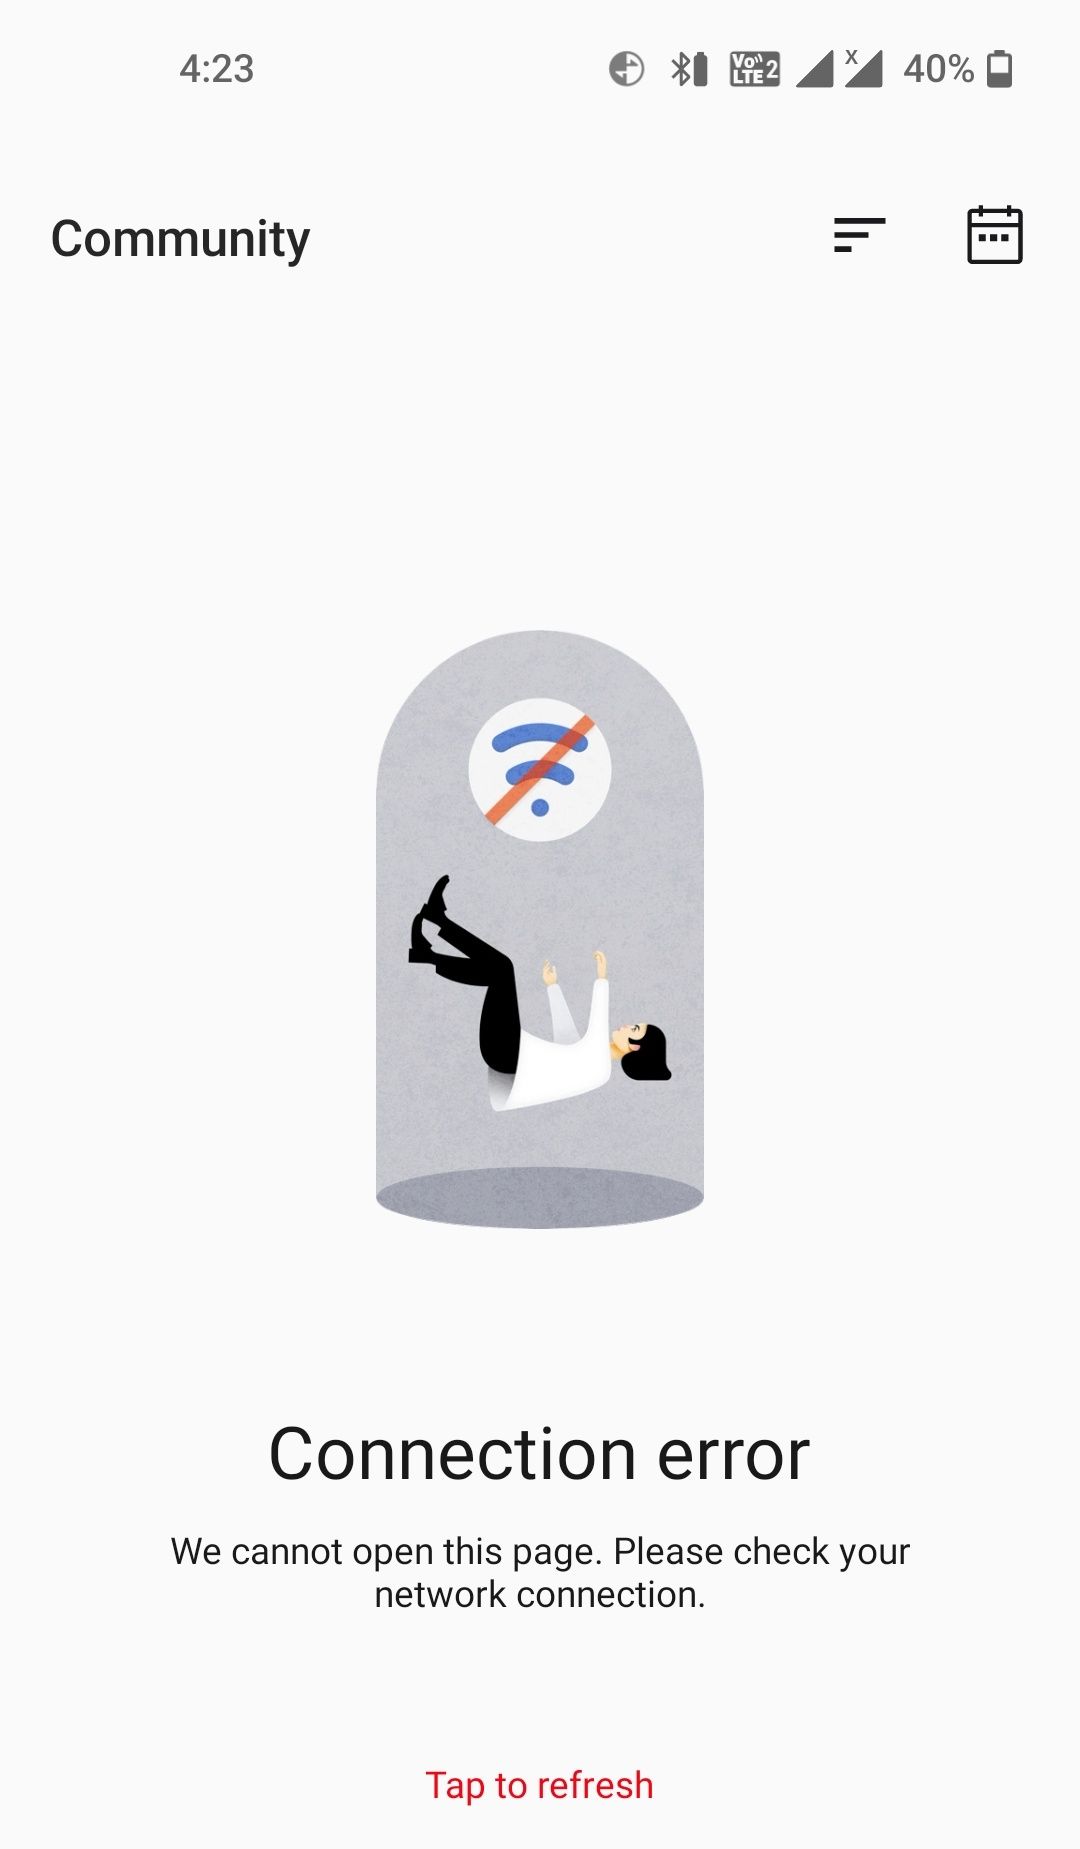 4:23
Vo LTE 2
x
40%
Community
Connection error
We cannot open this page. Please check your
network connection.
Tap to refresh